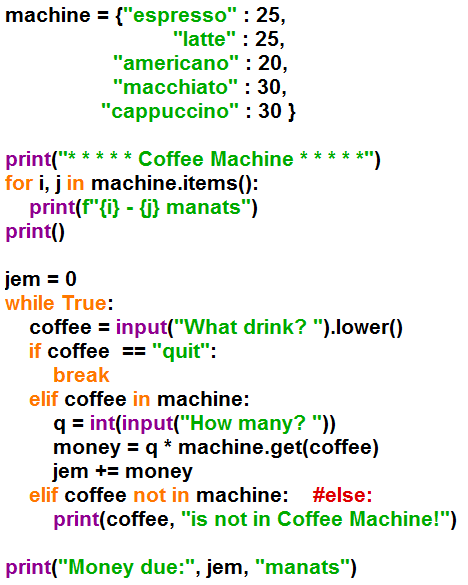 machine = {"espresso" : 25,
"latte" : 25,
"americano" : 20,
"macchiato" : 30,
"cappuccino" : 30 }
print("* * * * * Coffee Machine * * * * *")
for i, j in machine.items():
print(f"{i} - {j} manats")
print()
jem = 0
while True:
coffee = input("What drink? ").lower()
if coffee  == "quit":
break
elif coffee in machine:
q = int(input("How many? "))
money = q * machine.get(coffee)
jem += money
elif coffee not in machine:    #else:
print(coffee, "is not in Coffee Machine!")
print("Money due:", jem, "manats")